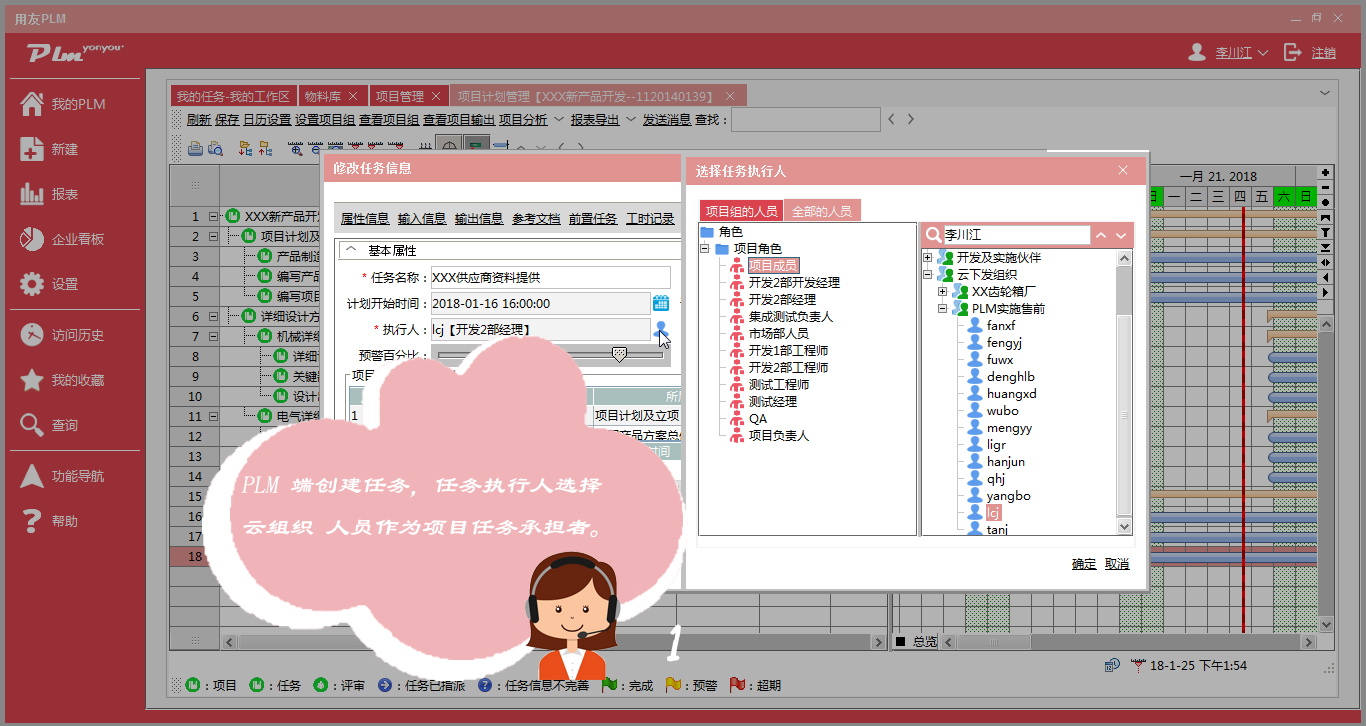 用友PLM
PLM yonyou
李川江 注销
我的PLM
新建
报表
企业看板
设置
访问历史
我的收藏
查询
功能导航
帮助
我的任务-我的工作区 物料库 项目管理 项目计划管理【XXX新产品开发--1120140139】
刷新 保存 日历设置 设置项目组 查看项目组 查看项目输出 项目分析 报表导出 发送消息 查找：
1 XXX新产品开
2 项目计划及
3 产品制
4 编写产
5 编写项目
6 详细设计方
7 机械详细
8 详细
9 关键
10 设计
11 电气详细
12
13
14
15
16
17
18
修改任务信息
属性信息 输入信息 输出信息 参考文档 前置任务 工时记录
基本属性
* 任务名称： XXX供应商资料提供
计划开始时间： 2018-01-16 16:00:00
* 执行人： lcj【开发2部经理】
预警百分比：
项目
所
1 项目计划及立项
产品方案总
时间
选择任务执行人
项目组的人员 全部的人员
角色
项目角色
项目成员
开发2部开发经理
开发2部经理
集成测试负责人
市场部人员
开发1部工程师
开发2部工程师
测试工程师
测试经理
QA
项目负责人
李川江
开发及实施伙伴
云下发组织
XX齿轮箱厂
PLM实施售前
fanxf
fengyj
fuwx
denghlb
huangxd
wubo
mengyy
ligr
hanjun
qhj
yangbo
lcj
tanj
确定 取消
一月 21. 2018
日 一 二 三 四 五 六 日
PLM 端创建任务，任务执行人选择
云组织 人员作为项目任务承担者。
1
总览
18-1-25 下午1:54
：项目 ：任务 ：评审 ：任务已指派 ：任务信息不完善 ：完成 ：预警 ：超期